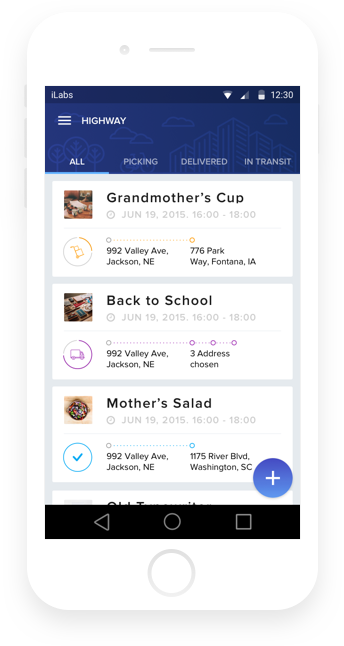 iLabs 12:30
HIGHWAY
ALL PICKING DELIVERED IN TRANSIT
Grandmother's Cup
JUN 19, 2015. 16:00 - 18:00
992 Valley Ave, 776 Park
Jackson, NE Way, Fontana, IA
Back to School
JUN 19, 2015. 16:00 - 18:00
992 Valley Ave, 3 Address
Jackson, NE chosen
Mother's Salad
JUN 19, 2015. 16:00 - 18:00
992 Valley Ave, 1175 River Blvd,
Jackson, NE Washington, SC